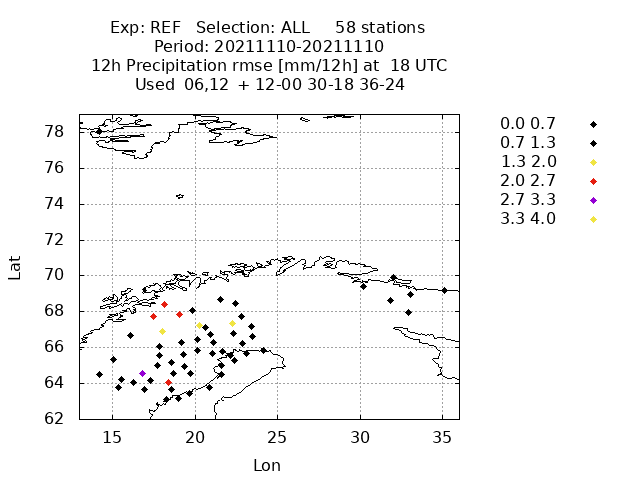 Exp: REF   Selection: ALL     58 stations
Period: 20211110-20211110
12h Precipitation rmse [mm/12h] at  18 UTC
Used  06,12  + 12-00 30-18 36-24
0.0 0.7
0.7 1.3
1.3 2.0
2.0 2.7
2.7 3.3
3.3 4.0
78
76
74
72
70
68
66
64
62
Lat
15 20 25 30 35
Lon